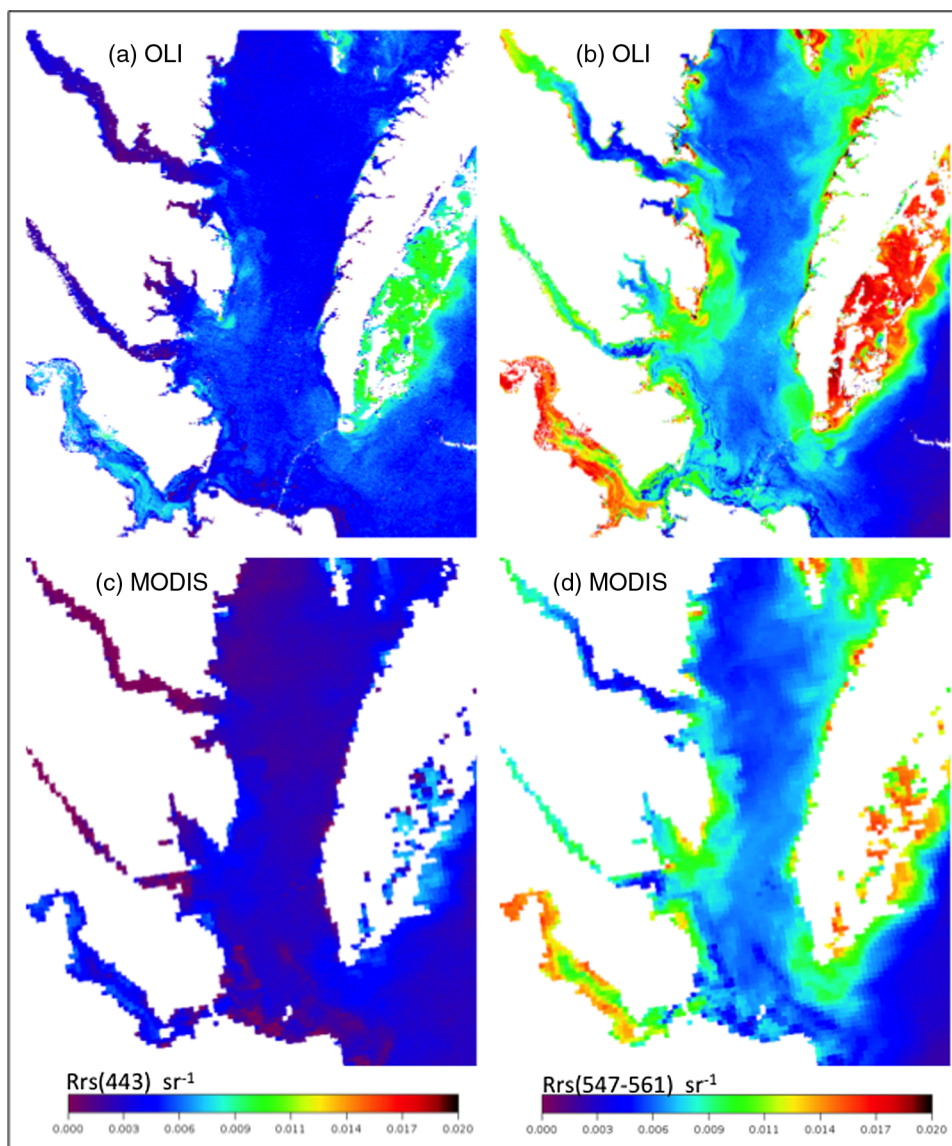 (a) OLI
(b) OLI
(c) MODIS
(d) MODIS
Rrs(443) sr-1
0.000 0.003 0.006 0.009 0.011 0.014 0.017 0.020
Rrs(547-561) sr-1
0.000 0.003 0.006 0.009 0.011 0.014 0.017 0.020